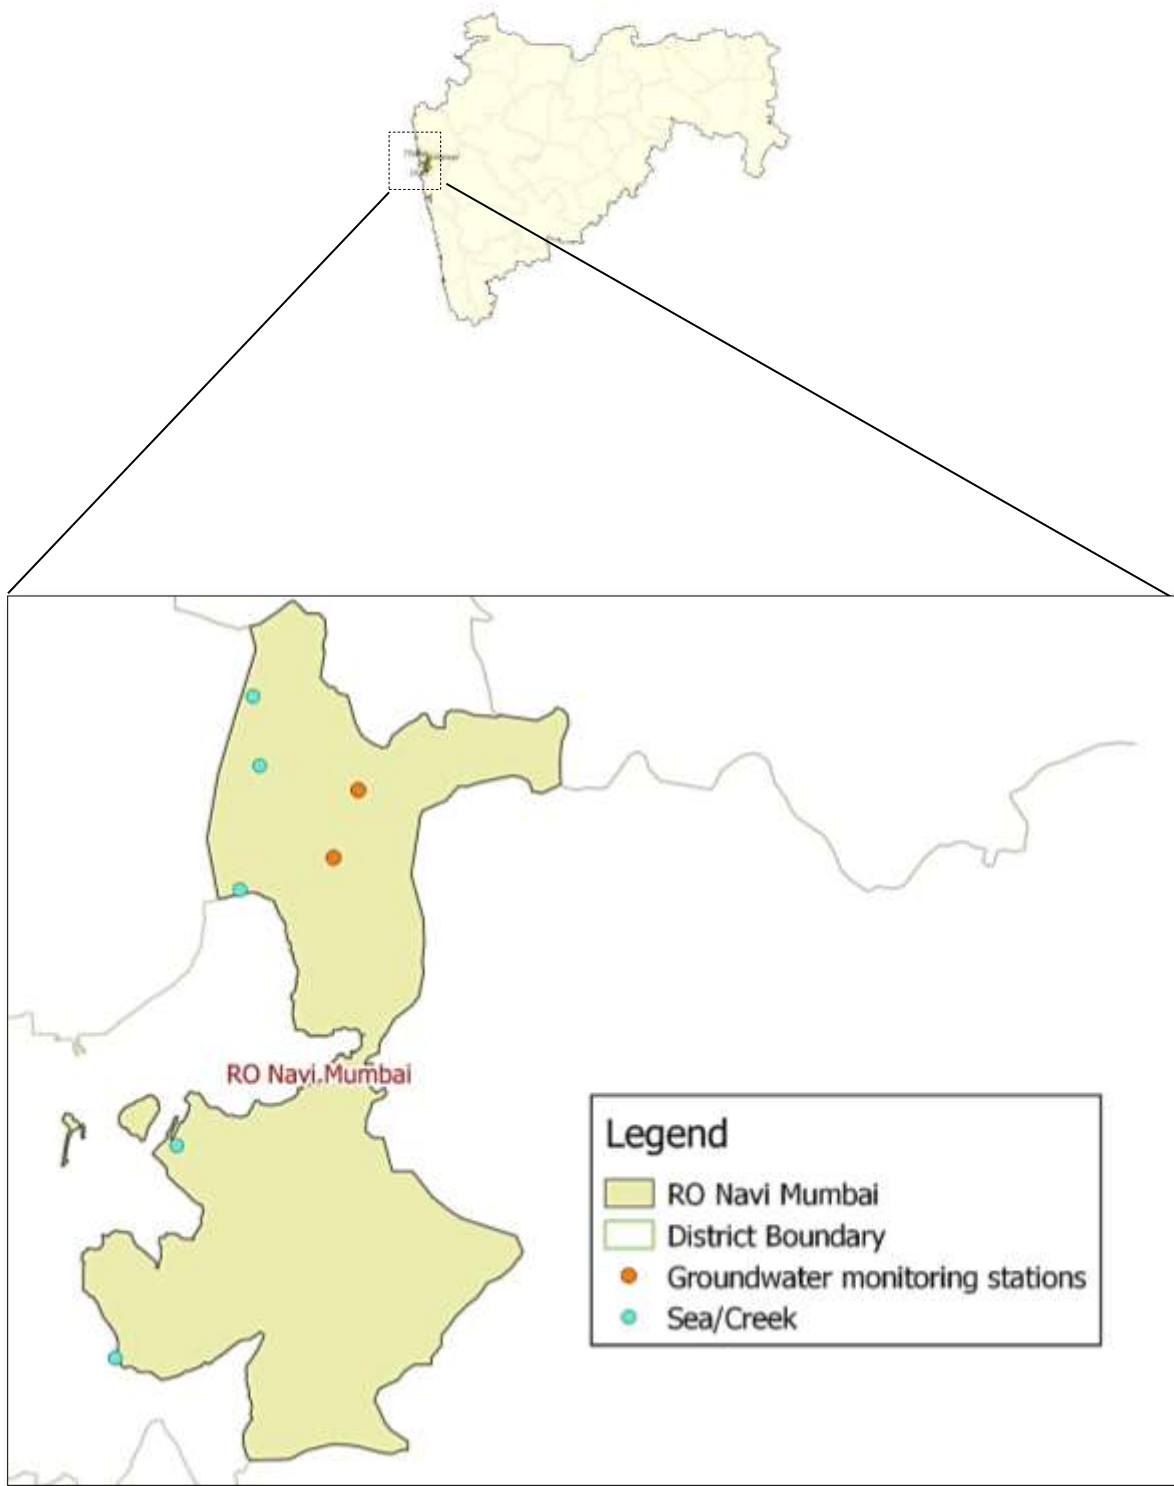 RO Navi Mumbai
Legend
RO Navi Mumbai
District Boundary
Groundwater monitoring stations
Sea/Creek